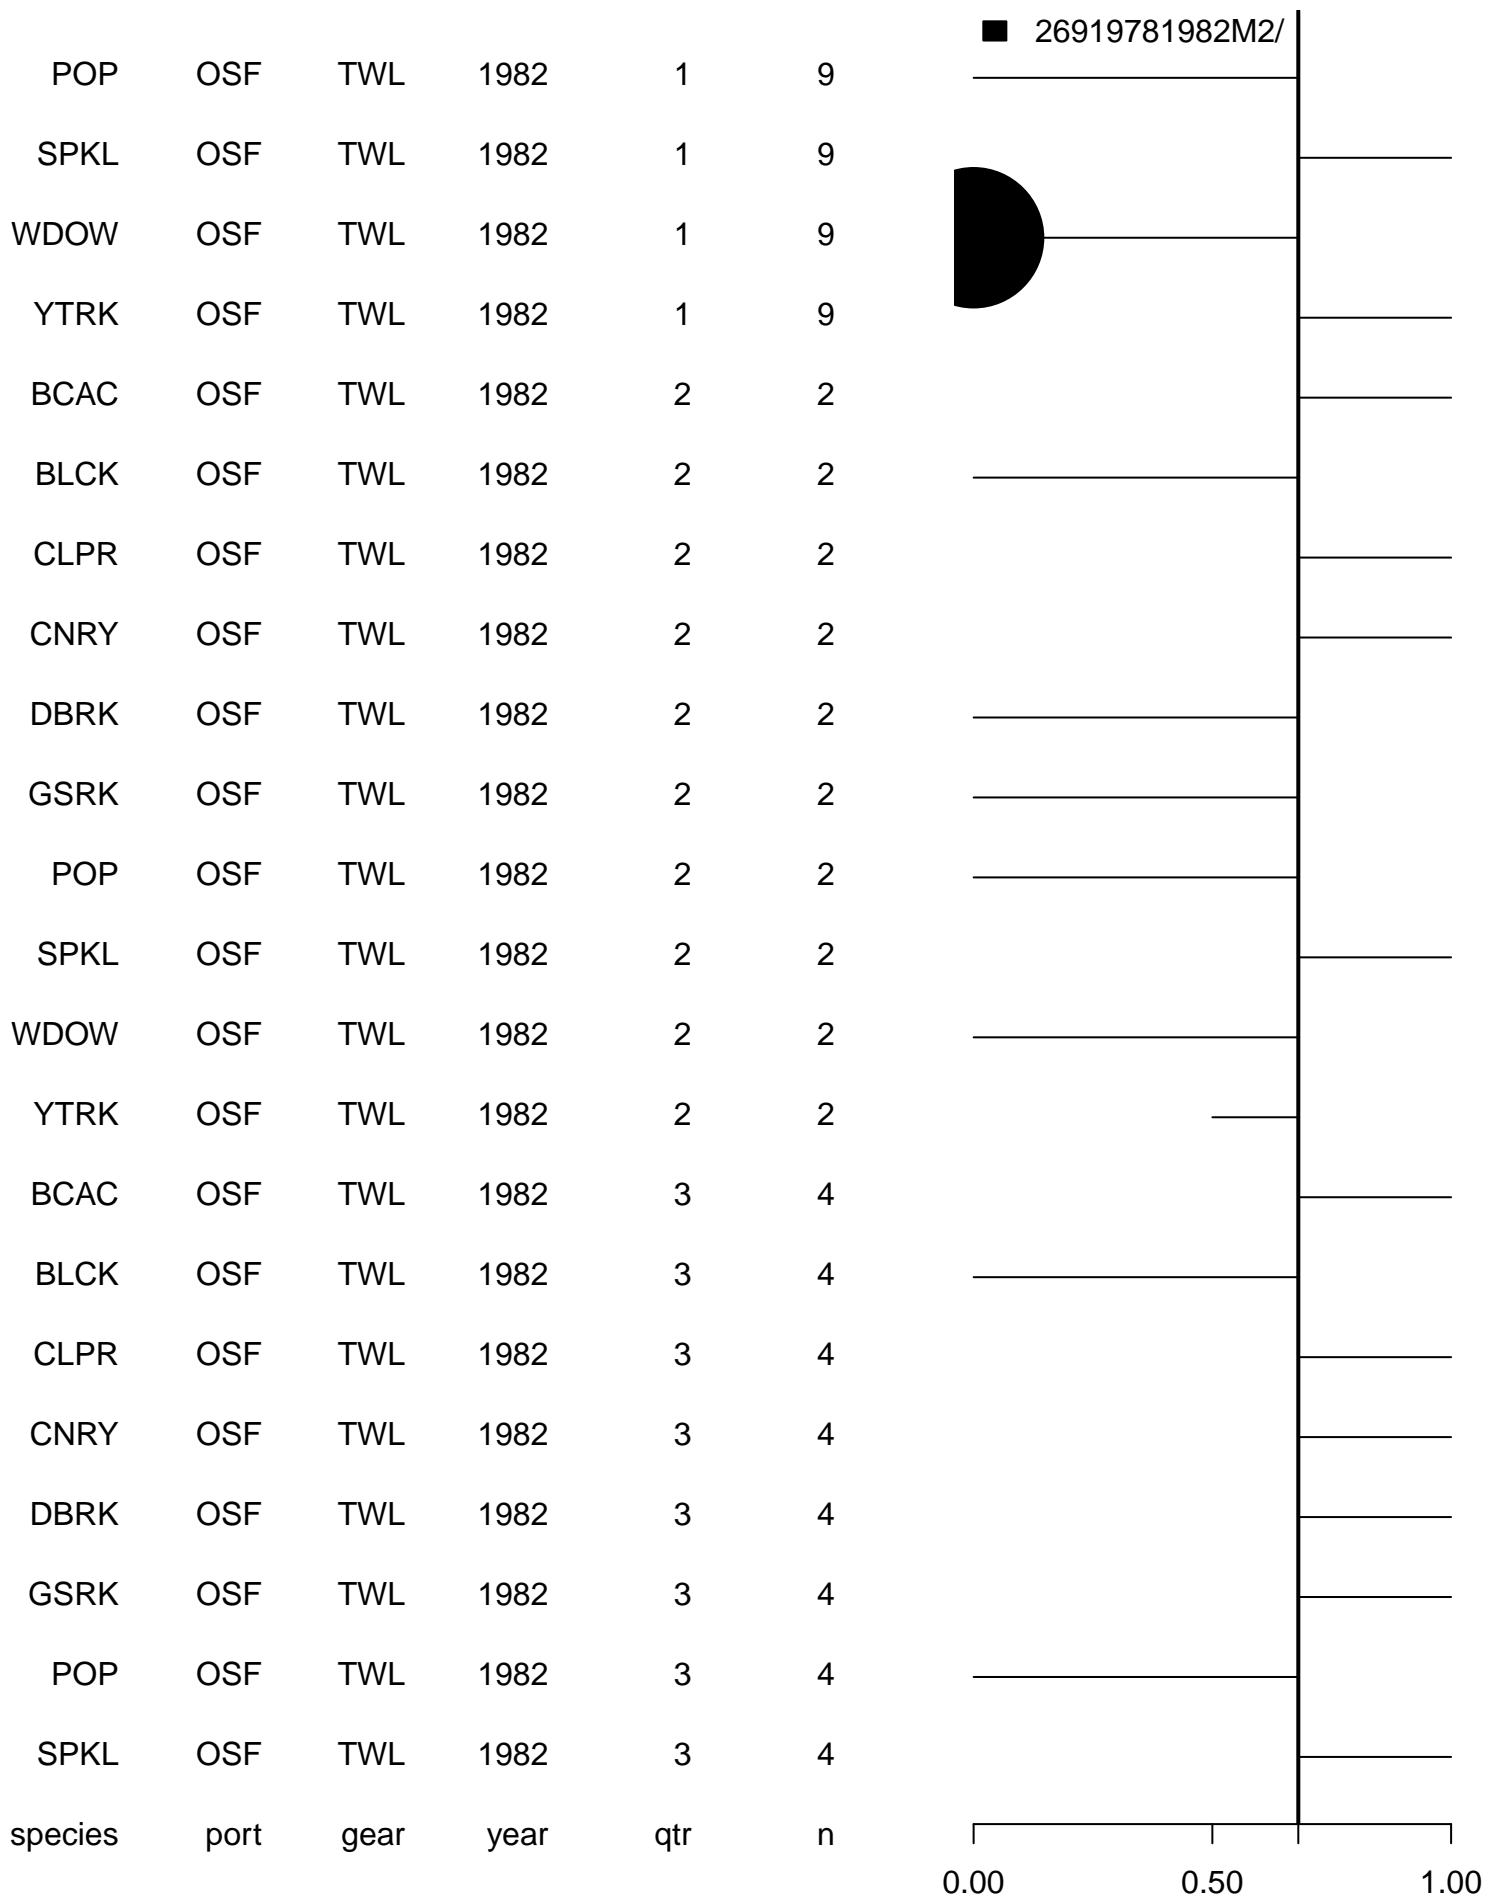 26919781982M2/
POP OSF TWL 1982 1 9
SPKL OSF TWL 1982 1 9
WDOW OSF TWL 1982 1 9
YTRK OSF TWL 1982 1 9
BCAC OSF TWL 1982 2 2
BLCK OSF TWL 1982 2 2
CLPR OSF TWL 1982 2 2
CNRY OSF TWL 1982 2 2
DBRK OSF TWL 1982 2 2
GSRK OSF TWL 1982 2 2
POP OSF TWL 1982 2 2
SPKL OSF TWL 1982 2 2
WDOW OSF TWL 1982 2 2
YTRK OSF TWL 1982 2 2
BCAC OSF TWL 1982 3 4
BLCK OSF TWL 1982 3 4
CLPR OSF TWL 1982 3 4
CNRY OSF TWL 1982 3 4
DBRK OSF TWL 1982 3 4
GSRK OSF TWL 1982 3 4
POP OSF TWL 1982 3 4
SPKL OSF TWL 1982 3 4
species port gear year qtr n
0.00 0.50 1.00